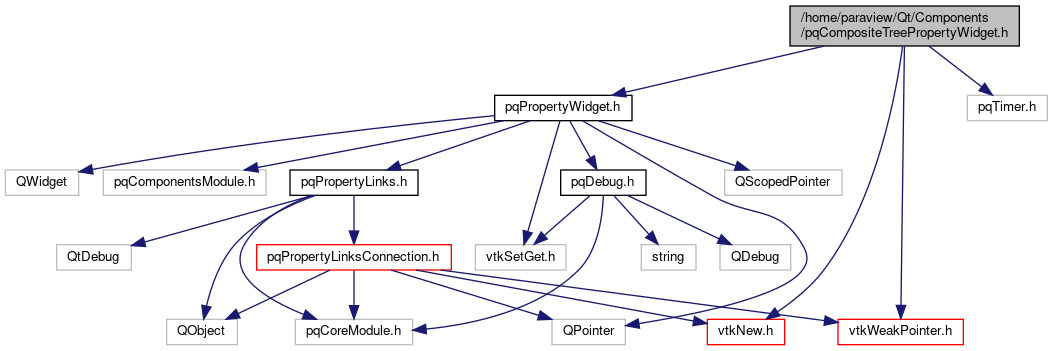 /home/paraview/Qt/Components
/pqCompositeTreePropertyWidget.h
pqPropertyWidget.h
pqTimer.h
QWidget
pqComponentsModule.h
pqPropertyLinks.h
pqDebug.h
QScopedPointer
QtDebug
pqPropertyLinksConnection.h
vtkSetGet.h
string
QDebug
QObject
pqCoreModule.h
QPointer
vtkNew.h
vtkWeakPointer.h